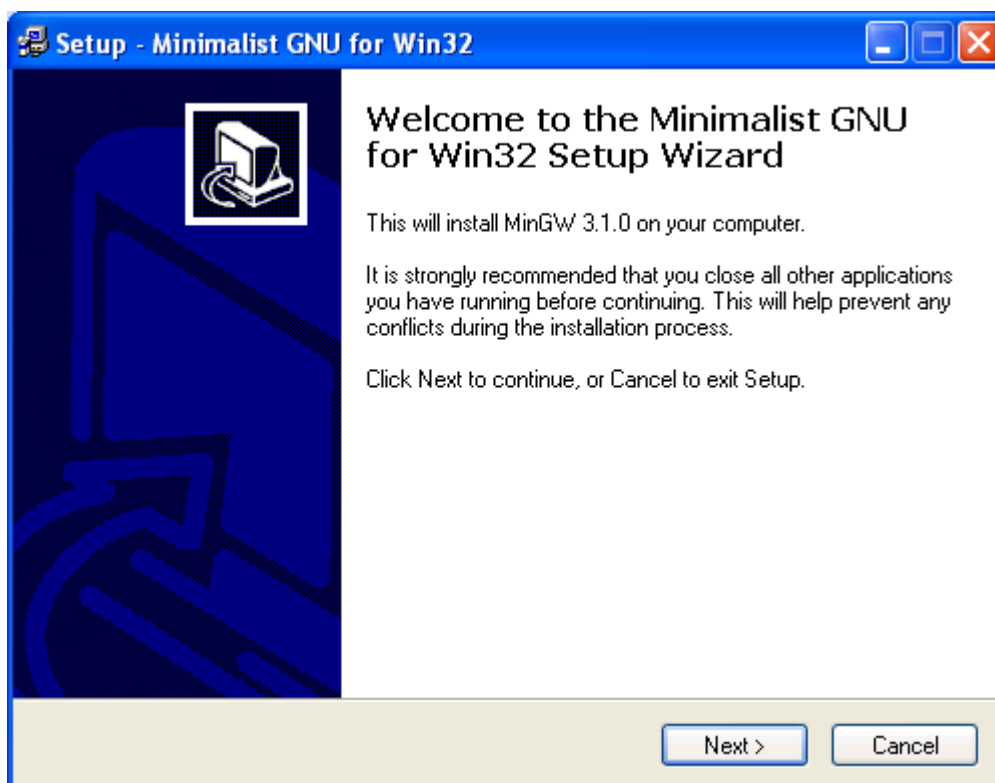 Setup - Minimalist GNU for Win32
Welcome to the Minimalist GNU
for Win32 Setup Wizard
This will install MinGW 3.1.0 on your computer.
It is strongly recommended that you close all other applications
you have running before continuing. This will help prevent any
conflicts during the installation process.
Click Next to continue, or Cancel to exit Setup.
Next >
Cancel